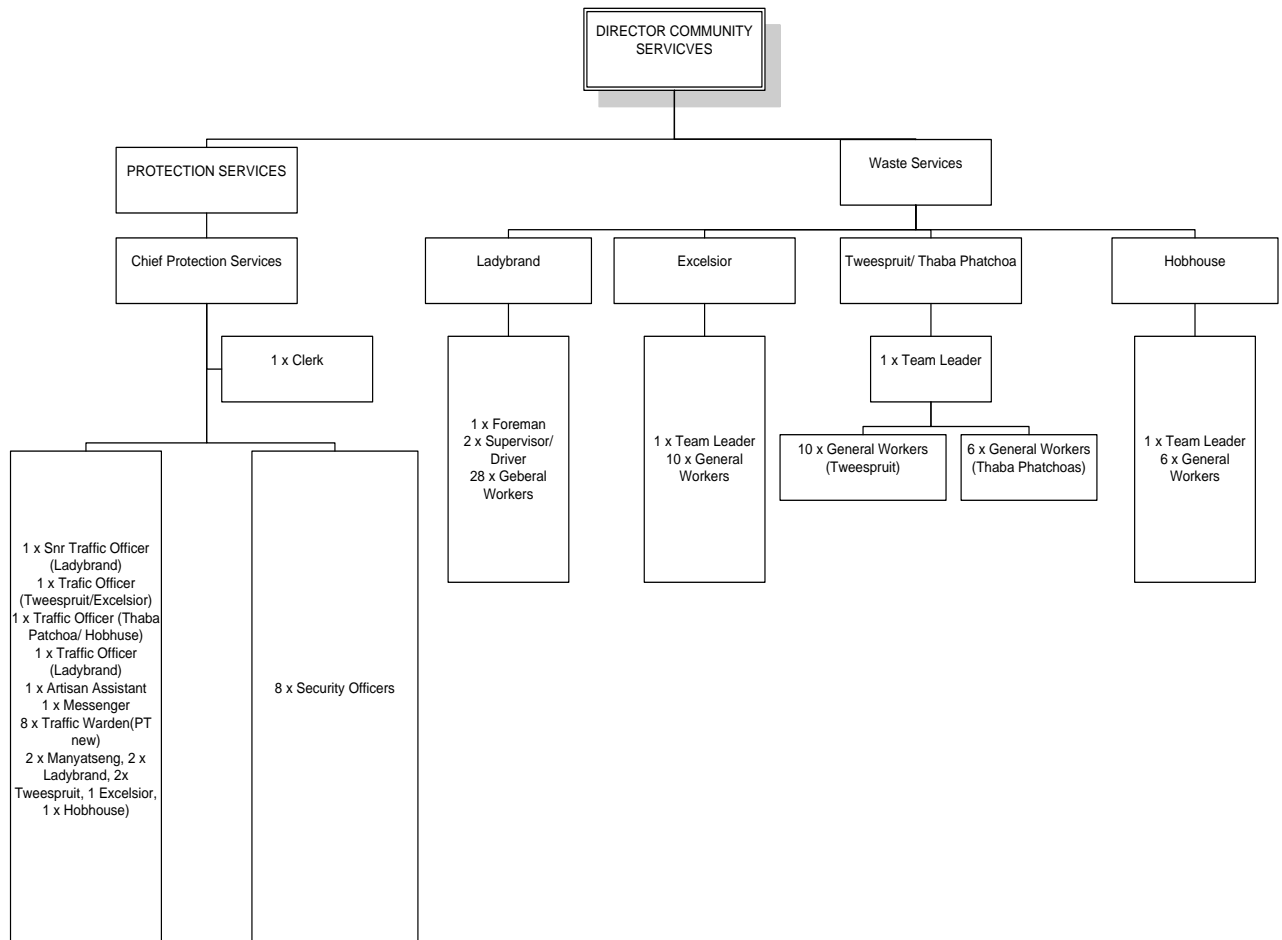 DIRECTOR COMMUNITY
SERVICVES
PROTECTION SERVICES
Waste Services
Chief Protection Services
Ladybrand
Excelsior
Tweespruit/ Thaba Phatchoa
Hobhouse
1 x Clerk
1 x Foreman
2 x Supervisor/
Driver
28 x Geberal
Workers
1 x Team Leader
10 x General
Workers
1 x Team Leader
10 x General Workers
(Tweespruit)
6 x General Workers
(Thaba Phatchoas)
1 x Team Leader
6 x General
Workers
1 x Snr Traffic Officer
(Ladybrand)
1 x Trafic Officer
(Tweespruit/Excelsior)
1 x Traffic Officer (Thaba
Patchoa/ Hobhuse)
1 x Traffic Officer
(Ladybrand)
1 x Artisan Assistant
1 x Messenger
8 x Traffic Warden(PT
new)
2 x Manyatseng, 2 x
Ladybrand, 2x
Tweespruit, 1 Excelsior,
1 x Hobhouse)
8 x Security Officers